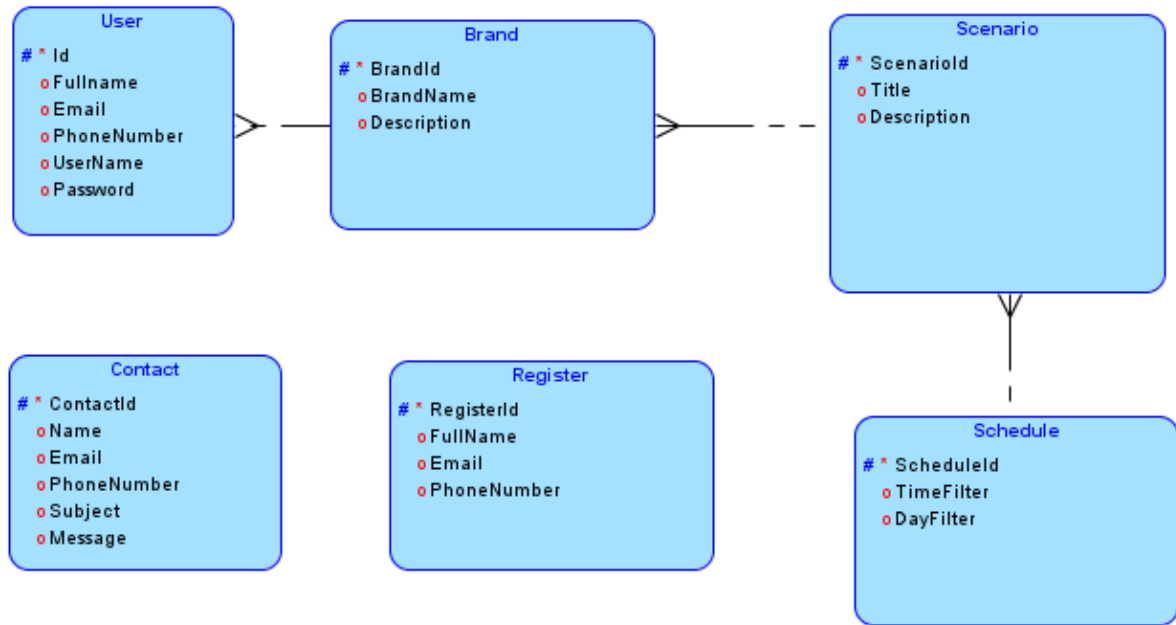 User
# * Id
o Fullname
o Email
o PhoneNumber
o UserName
o Password
Brand
# * BrandId
o BrandName
o Description
Scenario
# * ScenarioId
o Title
o Description
Contact
# * ContactId
o Name
o Email
o PhoneNumber
o Subject
o Message
Register
# * RegisterId
o FullName
o Email
o PhoneNumber
Schedule
# * ScheduleId
o TimeFilter
o DayFilter